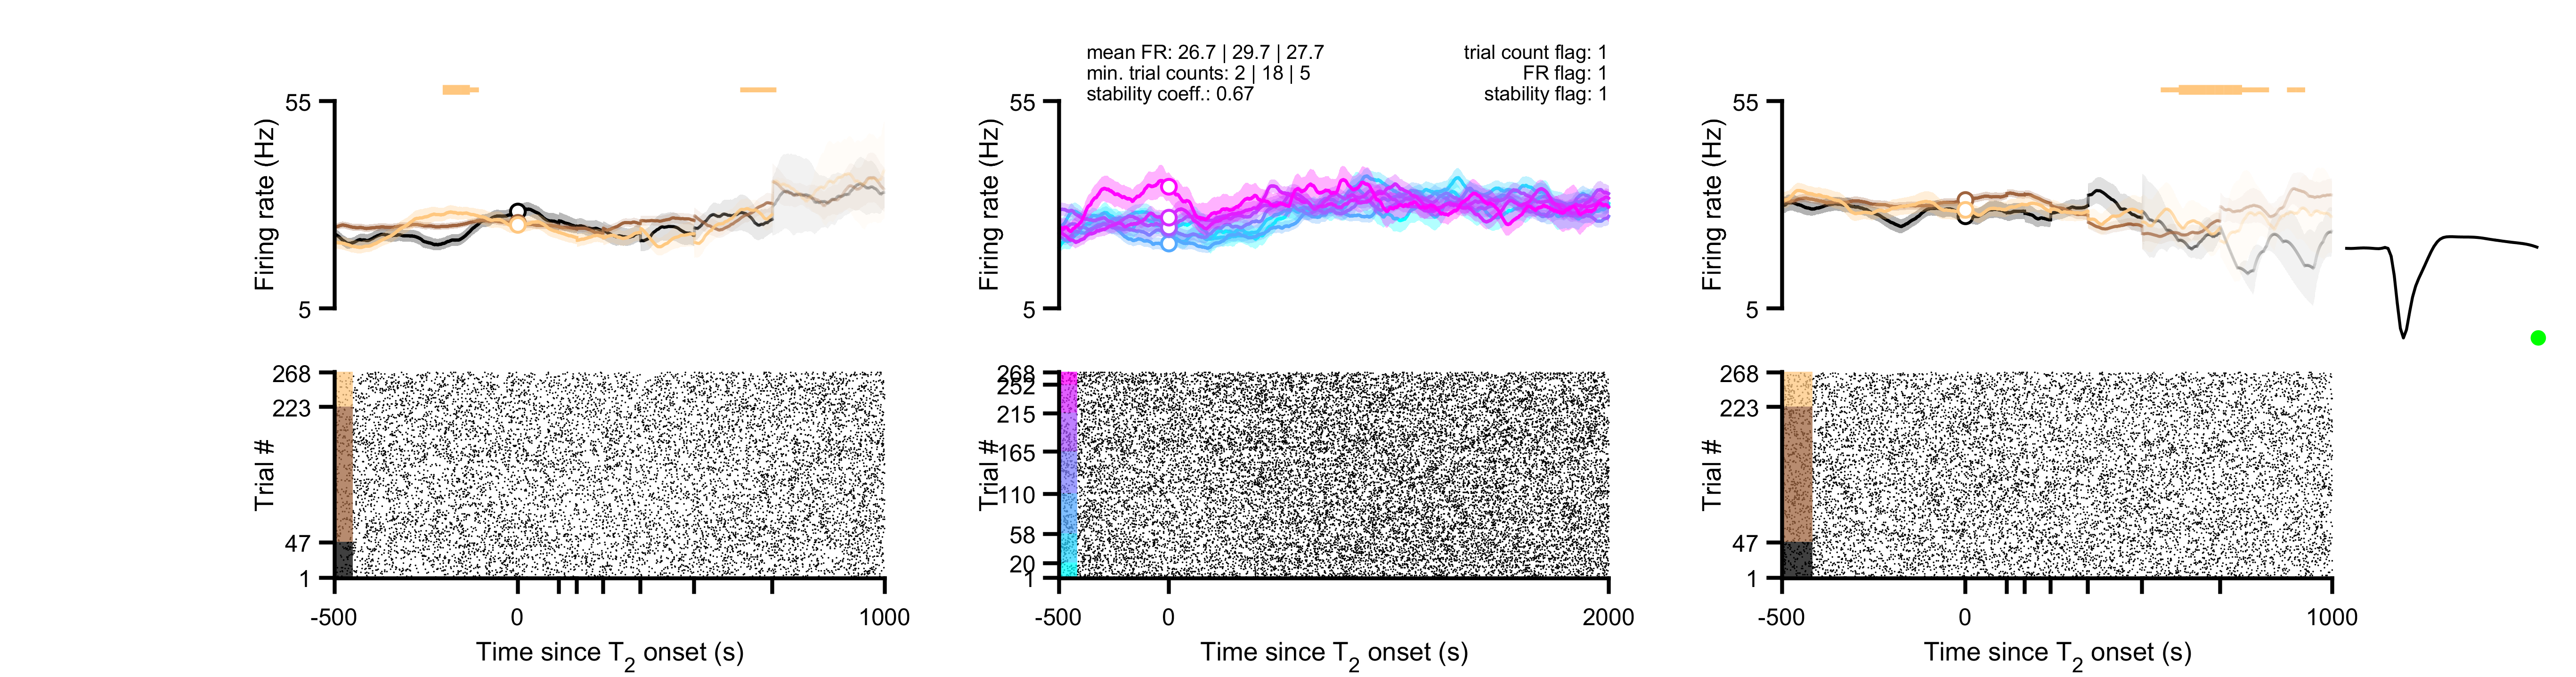 mean FR: 26.7 | 29.7 | 27.7
min. trial counts: 2 | 18 | 5
stability coeff.: 0.67
trial count flag: 1
FR flag: 1
stability flag: 1
55
5
Firing rate (Hz)
55
5
Firing rate (Hz)
55
5
Firing rate (Hz)
268
223
47
1
Trial #
-500
0
1000
Time since T2 onset (s)
268
252
215
165
110
58
20
1
Trial #
-500
0
2000
Time since T2 onset (s)
268
223
47
1
Trial #
-500
0
1000
Time since T2 onset (s)